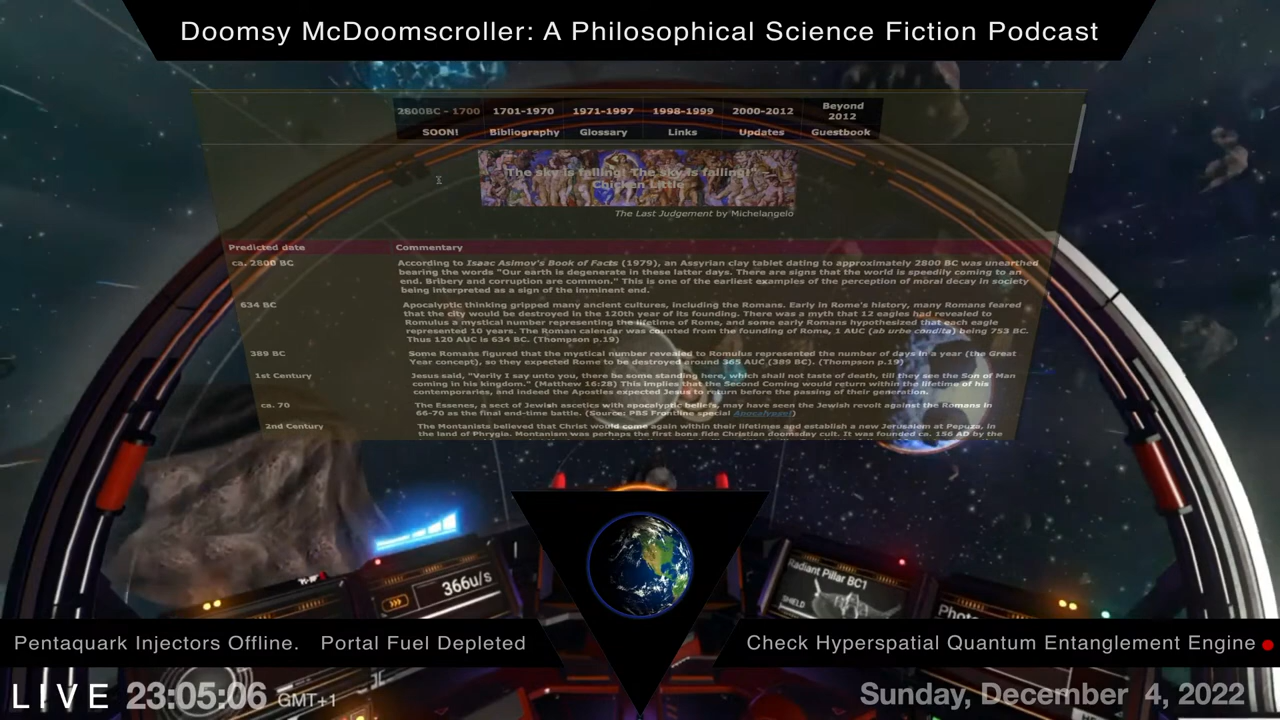 Doomsy McDoomscroller: A Philosophical Science Fiction Podcast
2800BC - 1700 1701-1970 1971-1997 1998-1999 2000-2012 Beyond 2012
SOON! Bibliography Glossary Links Updates Guestbook
"The sky is falling! The sky is falling!" -
Chicken Little
The Last Judgement by Michelangelo
Predicted date Commentary
ca. 2800 BC According to Isaac Asimov's Book of Facts (1979), an Assyrian clay tablet dating to approximately 2800 BC was unearthed
bearing the words "Our earth is degenerate in these latter days. There are signs that the world is speedily coming to an
end. Bribery and corruption are common." This is one of the earliest examples of the perception of moral decay in society
being interpreted as a sign of the imminent end.
634 BC Apocalyptic thinking gripped many ancient cultures, including the Romans. Early in Rome's history, many Romans feared
that the city would be destroyed in the 120th year of its founding. There was a myth that 12 eagles had revealed to
Romulus a mystical number representing the lifetime of Rome, and some early Romans hypothesized that each eagle
represented 10 years. The Roman calendar was counted from the founding of Rome, 1 AUC (ab urbe condita) being 753 BC.
Thus 120 AUC is 634 BC. (Thompson p.19)
389 BC Some Romans figured that the mystical number revealed to Romulus represented the number of days in a year (the Great
Year concept), so they expected Rome to be destroyed around 365 AUC (389 BC). (Thompson p.19)
1st Century Jesus said, "Verily I say unto you, there be some standing here, which shall not taste of death, till they see the Son of Man
coming in his kingdom." (Matthew 16:28) This implies that the Second Coming would return within the lifetime of his
contemporaries, and indeed the Apostles expected Jesus to return before the passing of their generation.
ca. 70 The Essenes, a sect of Jewish ascetics with apocalyptic beliefs, may have seen the Jewish revolt against the Romans in
66-70 as the final end-time battle. (Source: PBS Frontline special Apocalypse!)
2nd Century The Montanists believed that Christ would come again within their lifetimes and establish a new Jerusalem at Pepuza, in
the land of Phrygia. Montanism was perhaps the first bona fide Christian doomsday cult. It was founded ca. 156 AD by the
366u/s
Radiant Pillar BC1
SHIELD
Pentaquark Injectors Offline. Portal Fuel Depleted
Check Hyperspatial Quantum Entanglement Engine
LIVE 23:05:06 GMT+1
Sunday, December 4, 2022